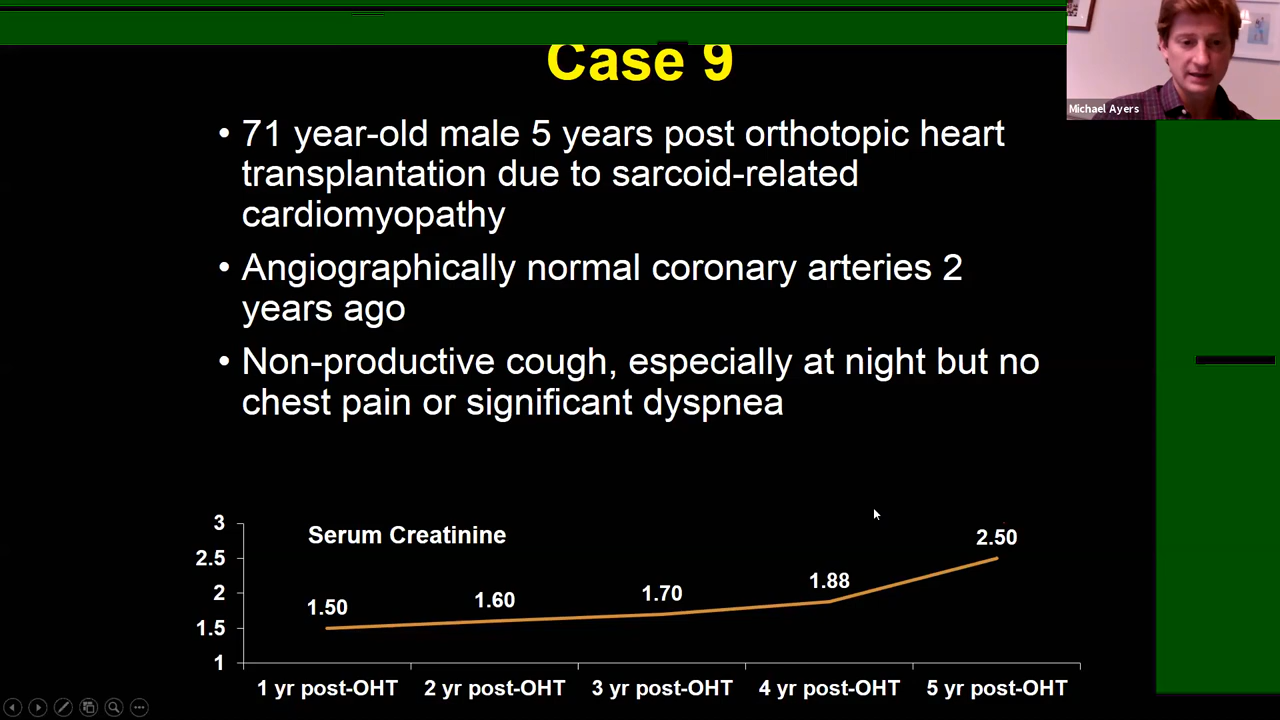 Case 9
Michael Ayers
• 71 year-old male 5 years post orthotopic heart
transplantation due to sarcoid-related
cardiomyopathy
• Angiographically normal coronary arteries 2
years ago
• Non-productive cough, especially at night but no
chest pain or significant dyspnea
Serum Creatinine
3
2.5
2
1.5
1
1.50
1.60
1.70
1.88
2.50
1 yr post-OHT 2 yr post-OHT 3 yr post-OHT 4 yr post-OHT 5 yr post-OHT